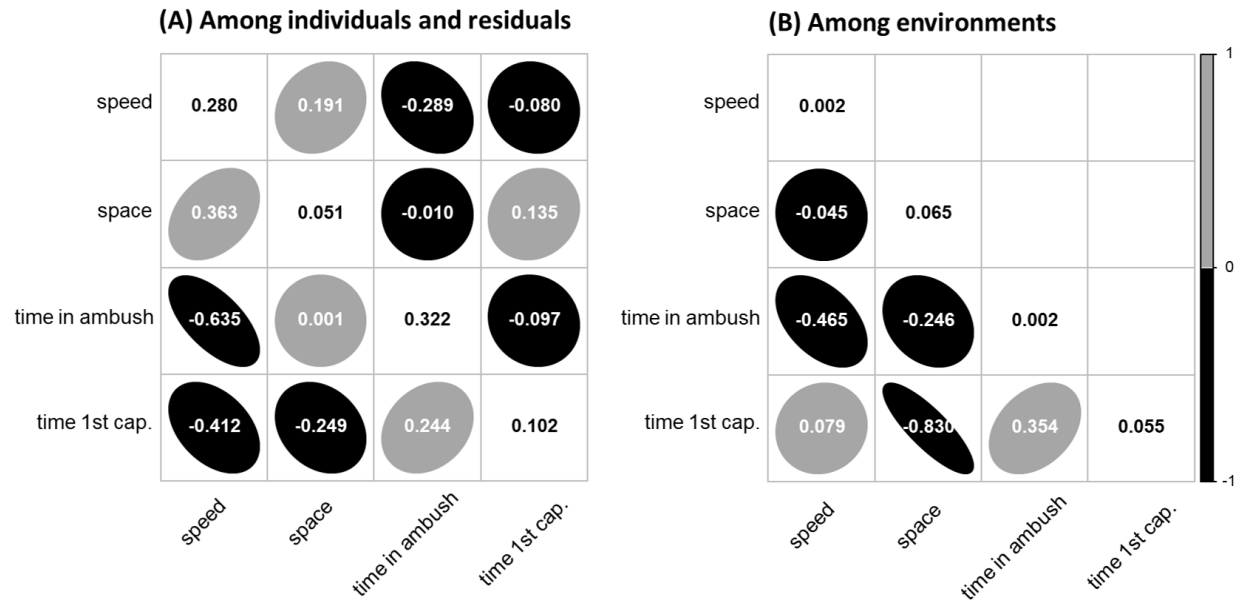 (A) Among individuals and residuals
speed 0.280 0.191 -0.289 -0.080
space 0.363 0.051 -0.010 0.135
time in ambush -0.635 0.001 0.322 -0.097
time 1st cap. -0.412 -0.249 0.244 0.102
speed space time in ambush time 1st cap.
(B) Among environments
speed 0.002
space -0.045 0.065
time in ambush -0.465 -0.246 0.002
time 1st cap. 0.079 -0.830 0.354 0.055
speed space time in ambush time 1st cap.
1
0
-1